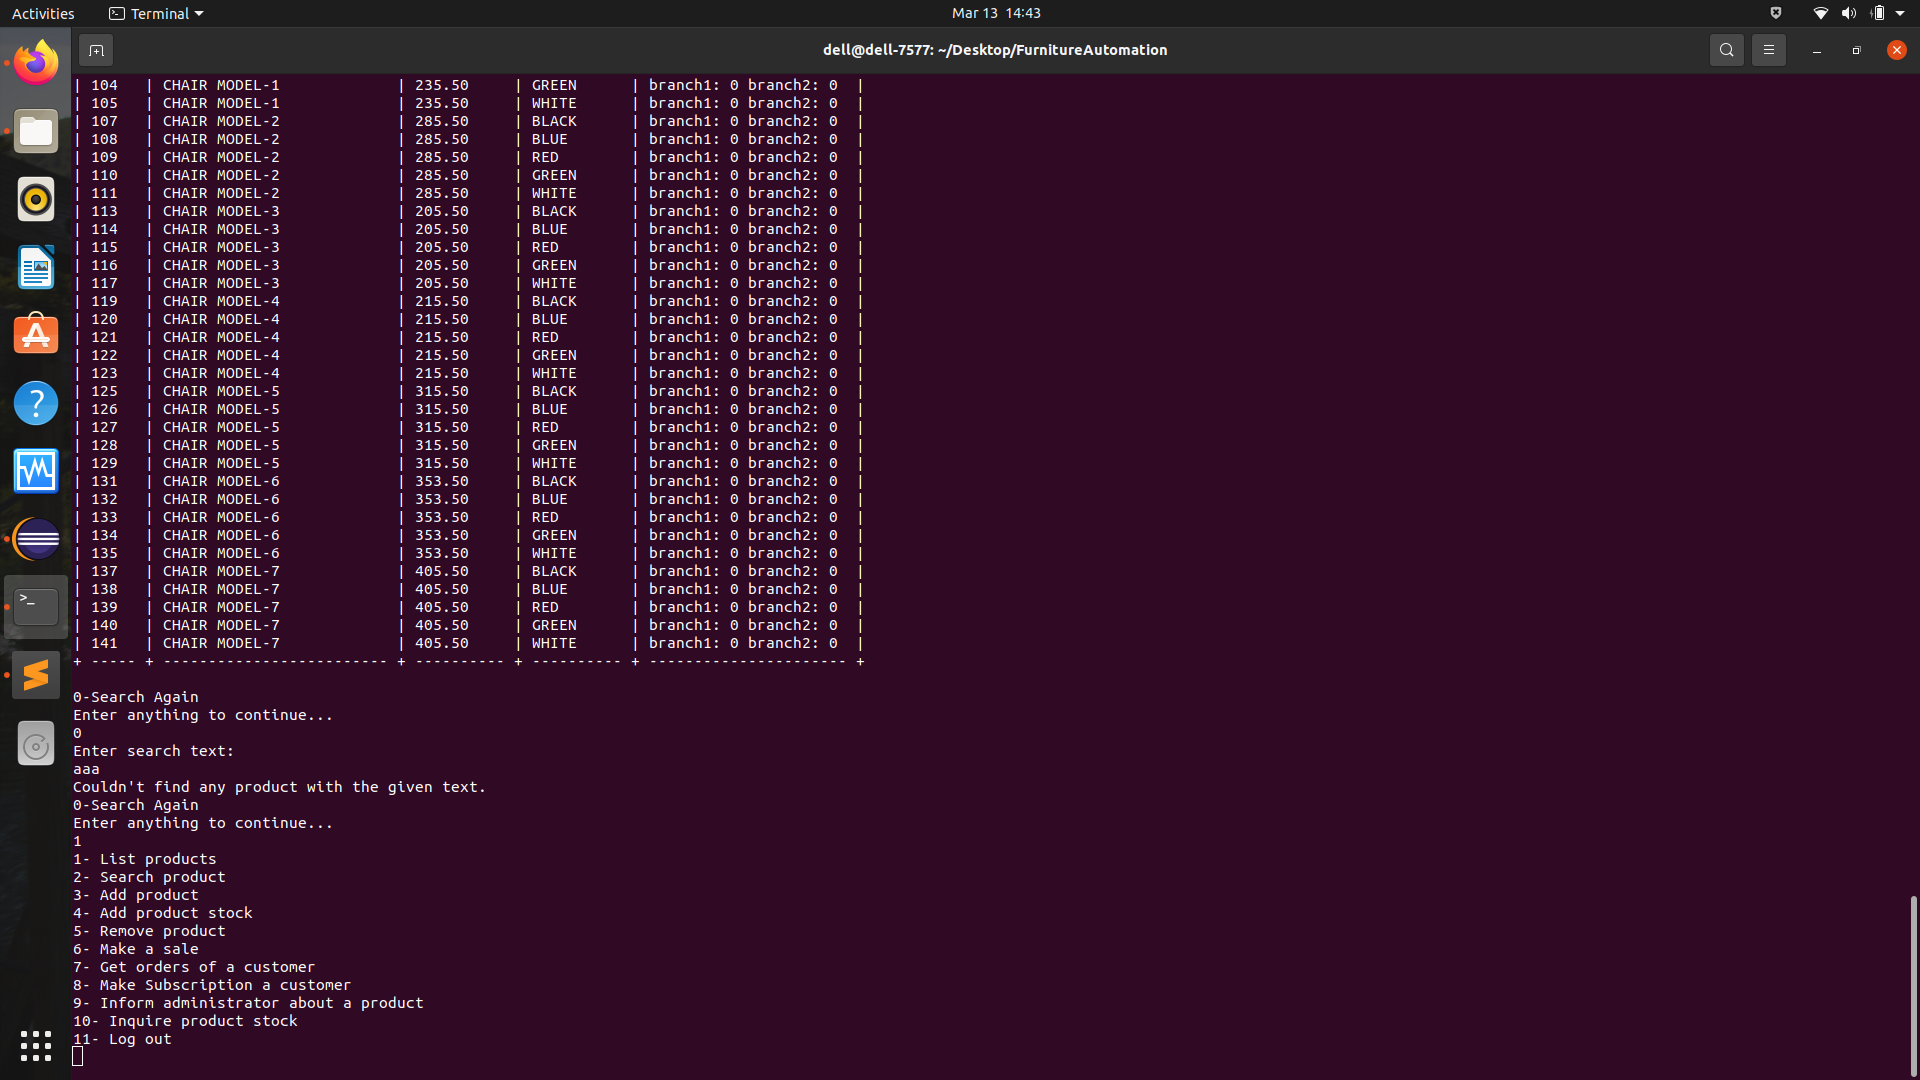 Activities
Terminal
Mar 13 14:43
dell@dell-7577: ~/Desktop/FurnitureAutomation
| 104 | CHAIR MODEL-1 | 235.50 | GREEN | branch1: 0 branch2: 0 |
| 105 | CHAIR MODEL-1 | 235.50 | WHITE | branch1: 0 branch2: 0 |
| 107 | CHAIR MODEL-2 | 285.50 | BLACK | branch1: 0 branch2: 0 |
| 108 | CHAIR MODEL-2 | 285.50 | BLUE | branch1: 0 branch2: 0 |
| 109 | CHAIR MODEL-2 | 285.50 | RED | branch1: 0 branch2: 0 |
| 110 | CHAIR MODEL-2 | 285.50 | GREEN | branch1: 0 branch2: 0 |
| 111 | CHAIR MODEL-2 | 285.50 | WHITE | branch1: 0 branch2: 0 |
| 113 | CHAIR MODEL-3 | 205.50 | BLACK | branch1: 0 branch2: 0 |
| 114 | CHAIR MODEL-3 | 205.50 | BLUE | branch1: 0 branch2: 0 |
| 115 | CHAIR MODEL-3 | 205.50 | RED | branch1: 0 branch2: 0 |
| 116 | CHAIR MODEL-3 | 205.50 | GREEN | branch1: 0 branch2: 0 |
| 117 | CHAIR MODEL-3 | 205.50 | WHITE | branch1: 0 branch2: 0 |
| 119 | CHAIR MODEL-4 | 215.50 | BLACK | branch1: 0 branch2: 0 |
| 120 | CHAIR MODEL-4 | 215.50 | BLUE | branch1: 0 branch2: 0 |
| 121 | CHAIR MODEL-4 | 215.50 | RED | branch1: 0 branch2: 0 |
| 122 | CHAIR MODEL-4 | 215.50 | GREEN | branch1: 0 branch2: 0 |
| 123 | CHAIR MODEL-4 | 215.50 | WHITE | branch1: 0 branch2: 0 |
| 125 | CHAIR MODEL-5 | 315.50 | BLACK | branch1: 0 branch2: 0 |
| 126 | CHAIR MODEL-5 | 315.50 | BLUE | branch1: 0 branch2: 0 |
| 127 | CHAIR MODEL-5 | 315.50 | RED | branch1: 0 branch2: 0 |
| 128 | CHAIR MODEL-5 | 315.50 | GREEN | branch1: 0 branch2: 0 |
| 129 | CHAIR MODEL-5 | 315.50 | WHITE | branch1: 0 branch2: 0 |
| 131 | CHAIR MODEL-6 | 353.50 | BLACK | branch1: 0 branch2: 0 |
| 132 | CHAIR MODEL-6 | 353.50 | BLUE | branch1: 0 branch2: 0 |
| 133 | CHAIR MODEL-6 | 353.50 | RED | branch1: 0 branch2: 0 |
| 134 | CHAIR MODEL-6 | 353.50 | GREEN | branch1: 0 branch2: 0 |
| 135 | CHAIR MODEL-6 | 353.50 | WHITE | branch1: 0 branch2: 0 |
| 137 | CHAIR MODEL-7 | 405.50 | BLACK | branch1: 0 branch2: 0 |
| 138 | CHAIR MODEL-7 | 405.50 | BLUE | branch1: 0 branch2: 0 |
| 139 | CHAIR MODEL-7 | 405.50 | RED | branch1: 0 branch2: 0 |
| 140 | CHAIR MODEL-7 | 405.50 | GREEN | branch1: 0 branch2: 0 |
| 141 | CHAIR MODEL-7 | 405.50 | WHITE | branch1: 0 branch2: 0 |
+ ----- + ------------------------- + ---------- + ---------- + ---------------------- +
0-Search Again
Enter anything to continue...
0
Enter search text:
aaa
Couldn't find any product with the given text.
0-Search Again
Enter anything to continue...
1
1- List products
2- Search product
3- Add product
4- Add product stock
5- Remove product
6- Make a sale
7- Get orders of a customer
8- Make Subscription a customer
9- Inform administrator about a product
10- Inquire product stock
11- Log out